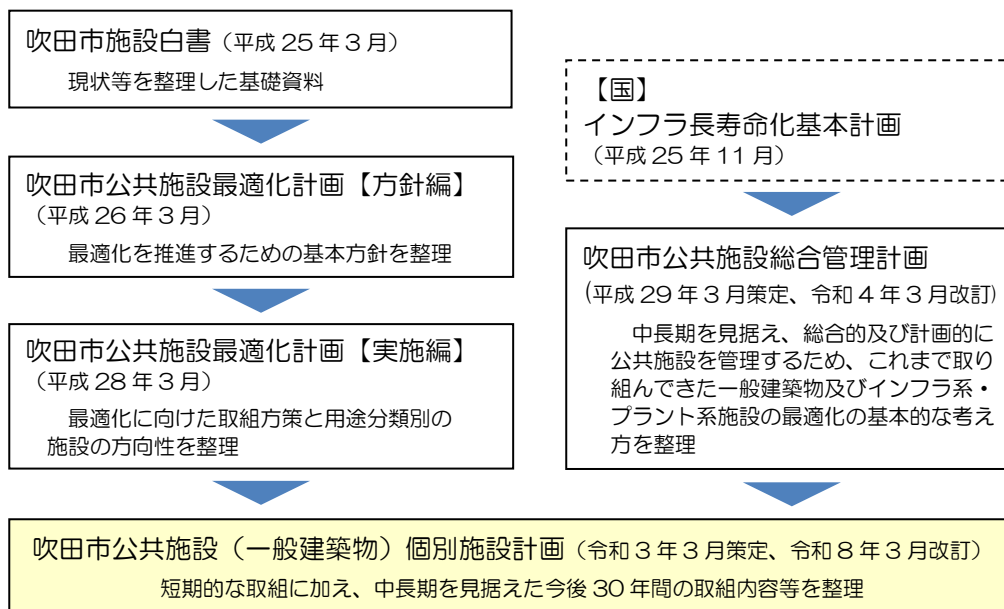 吹田市施設白書（平成 25 年 3 月）
現状等を整理した基礎資料
吹田市公共施設最適化計画【方針編】
（平成 26 年 3 月）
最適化を推進するための基本方針を整理
吹田市公共施設最適化計画【実施編】
（平成 28 年 3 月）
最適化に向けた取組方策と用途分類別の
施設の方向性を整理
【国】
インフラ長寿命化基本計画
（平成 25 年 11 月）
吹田市公共施設総合管理計画
(平成 29 年 3 月策定、令和 4 年 3 月改訂)
中長期を見据え、総合的及び計画的に
公共施設を管理するため、これまで取り
組んできた一般建築物及びインフラ系・
プラント系施設の最適化の基本的な考え
方を整理
吹田市公共施設（一般建築物）個別施設計画（令和 3 年 3 月策定、令和 8 年 3 月改訂）
短期的な取組に加え、中長期を見据えた今後 30 年間の取組内容等を整理